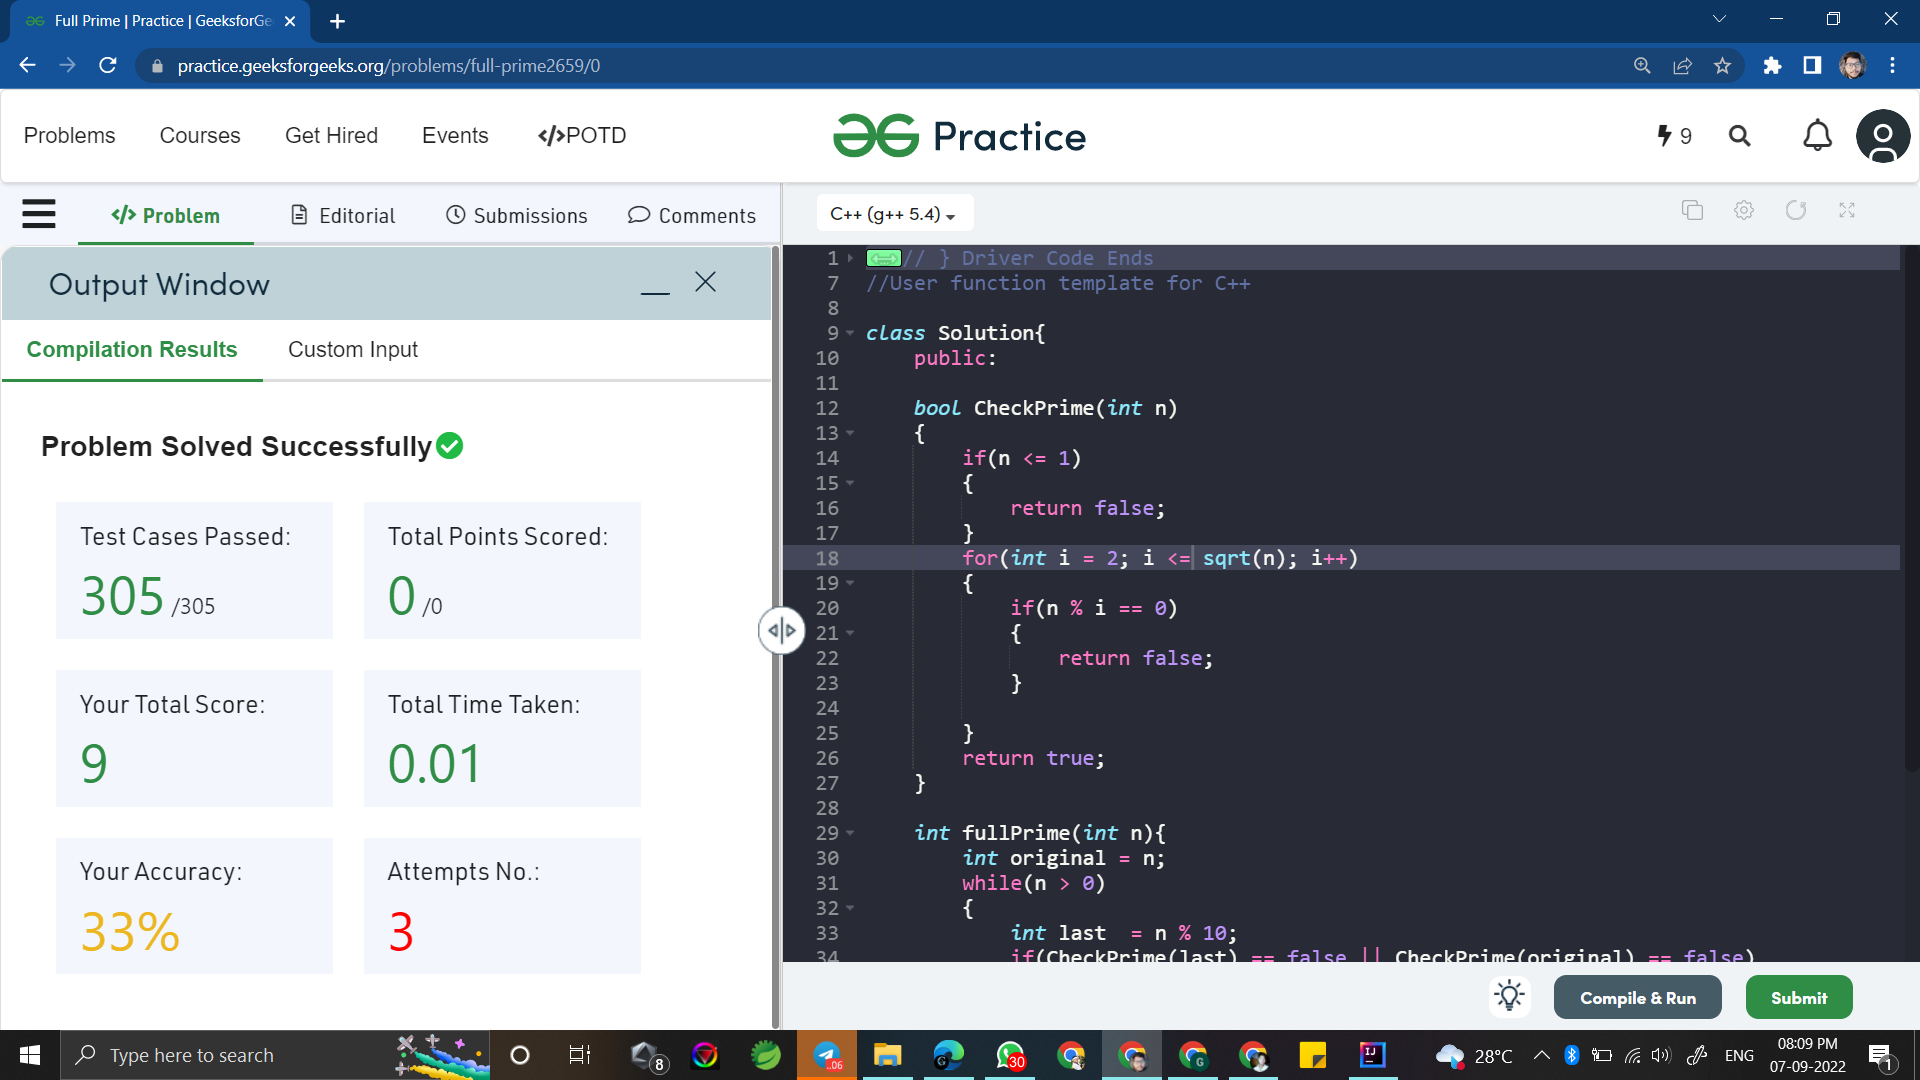 Full Prime | Practice | GeeksforGe
practice.geeksforgeeks.org/problems/full-prime2659/0
Problems Courses Get Hired Events </>POTD
Practice
9
</> Problem Editorial Submissions Comments
C++ (g++ 5.4)
Output Window
Compilation Results Custom Input
Problem Solved Successfully
Test Cases Passed:
305 /305
Total Points Scored:
0 /0
Your Total Score:
9
Total Time Taken:
0.01
Your Accuracy:
33%
Attempts No.:
3
1 // } Driver Code Ends
7 //User function template for C++
8
9 class Solution{
10 public:
11
12 bool CheckPrime(int n)
13 {
14 if(n <= 1)
15 {
16 return false;
17 }
18 for(int i = 2; i <= sqrt(n); i++)
19 {
20 if(n % i == 0)
21 {
22 return false;
23 }
24
25 }
26 return true;
27 }
28
29 int fullPrime(int n){
30 int original = n;
31 while(n > 0)
32 {
33 int last = n % 10;
34 if(CheckPrime(last) == false || CheckPrime(original) == false)
Compile & Run Submit
Type here to search
8
..06
30
28°C
ENG
08:09 PM
07-09-2022
1